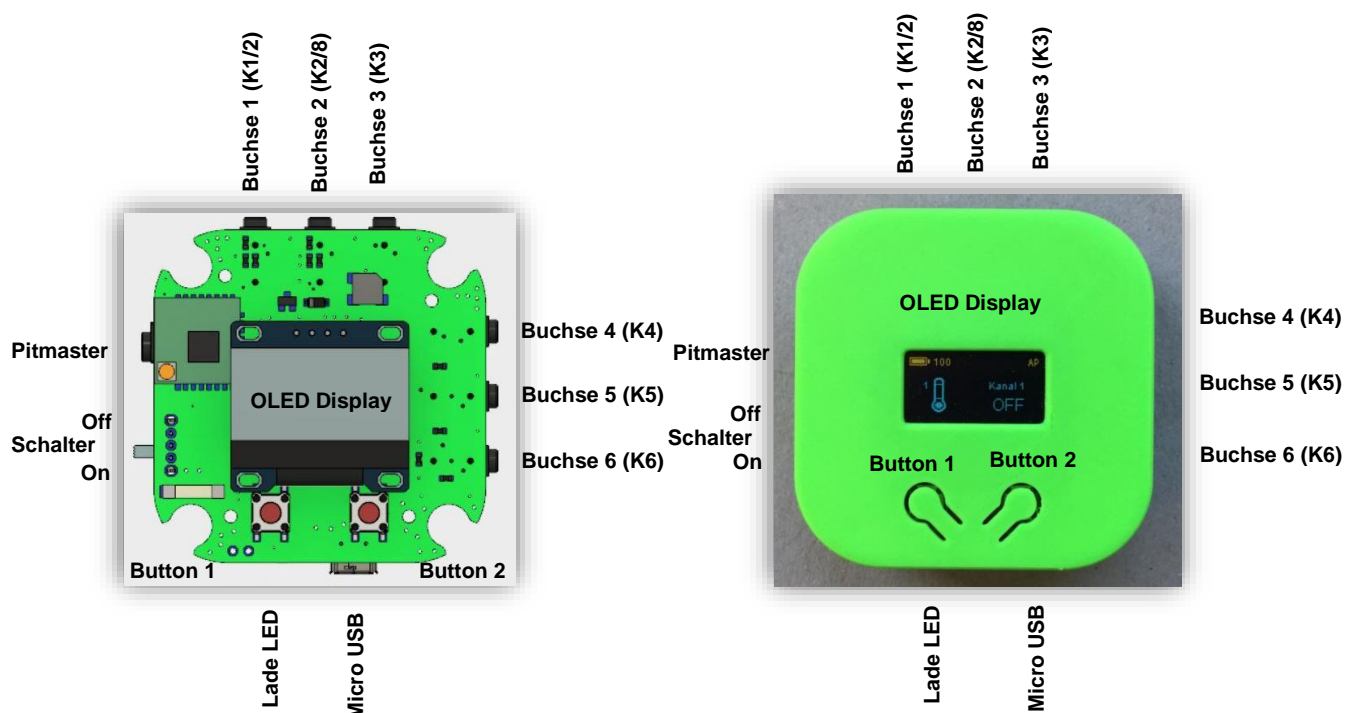 Buchse 1 (K1/2)
Buchse 2 (K2/8)
Buchse 3 (K3)
Pitmaster
Off
Schalter
On
OLED Display
Buchse 4 (K4)
Buchse 5 (K5)
Buchse 6 (K6)
Button 1
Button 2
Lade LED
Micro USB
Buchse 1 (K1/2)
Buchse 2 (K2/8)
Buchse 3 (K3)
OLED Display
Pitmaster
Off
Schalter
On
100
AP
1
Kanal 1
OFF
Button 1
Button 2
Buchse 4 (K4)
Buchse 5 (K5)
Buchse 6 (K6)
Lade LED
Micro USB